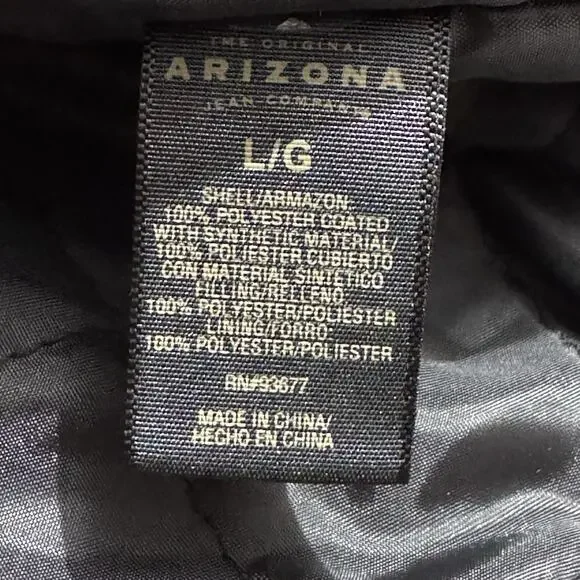 THE ORIGINAL
ARIZONA
JEAN COMPANY
L/G
SHELL/ARMAZON
100% POLYESTER COATED
WITH SYNTHETIC MATERIAL/
100% POLYESTER CUBIERTO
CON MATERIAL SINTETICO
FILLING/RELLENO
100% POLYESTER/POLIESTER
LINING/FORRO
100% POLYESTER/POLIESTER
RN#93677
MADE IN CHINA/
HECHO EN CHINA